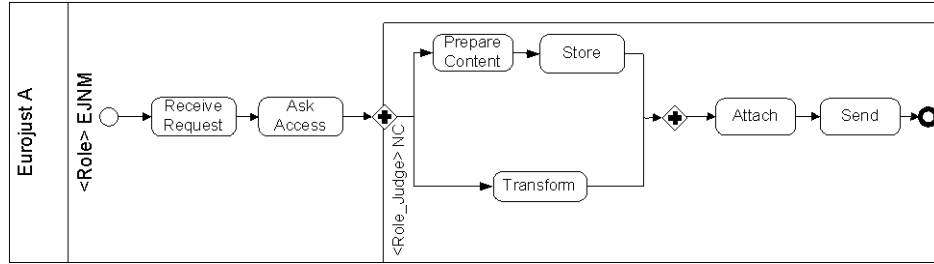 Eurojust A
<Role> EJNM
Receive
Request
Ask
Access
<Role_Judge> NC
Prepare
Content
Store
Transform
Attach
Send